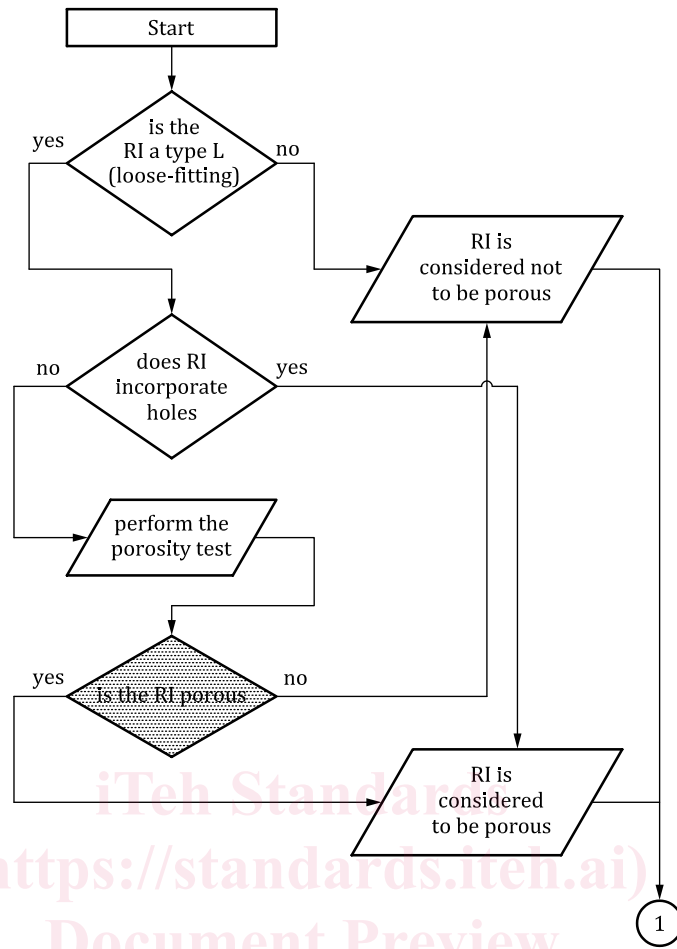 Start
is the
RI a type L
(loose-fitting)
yes
no
RI is
considered not
to be porous
does RI
incorporate
holes
no
yes
perform the
porosity test
is the RI porous
yes
no
RI is
considered
to be porous
iTeh Standards
https://standards.iteh.ai)
Document Preview
1